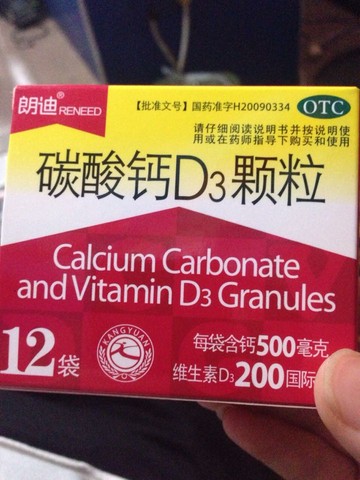 朗迪® RENEED
【批准文号】国药准字H20090334
OTC
请仔细阅读说明书并按说明使
用或在药师指导下购买和使用
碳酸钙D3颗粒
Calcium Carbonate
and Vitamin D3 Granules
12袋
KANGYUAN
每袋含钙500毫克
维生素D3 200国际